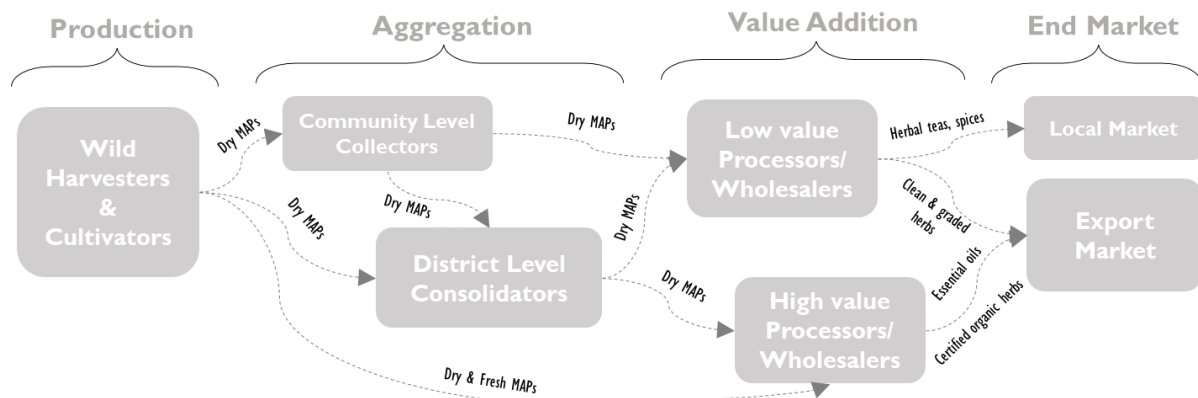 Production
Aggregation
Value Addition
End Market
Wild
Harvesters
&
Cultivators
Dry MAPs
Community Level
Collectors
Dry MAPs
Low value
Processors/
Wholesalers
Herbal teas, spices
Local Market
Dry MAPs
Dry MAPs
District Level
Consolidators
Dry MAPs
Clean & graded
herbs
Export
Market
Dry MAPs
High value
Processors/
Wholesalers
Essential oils
Certified organic herbs
Dry & Fresh MAPs